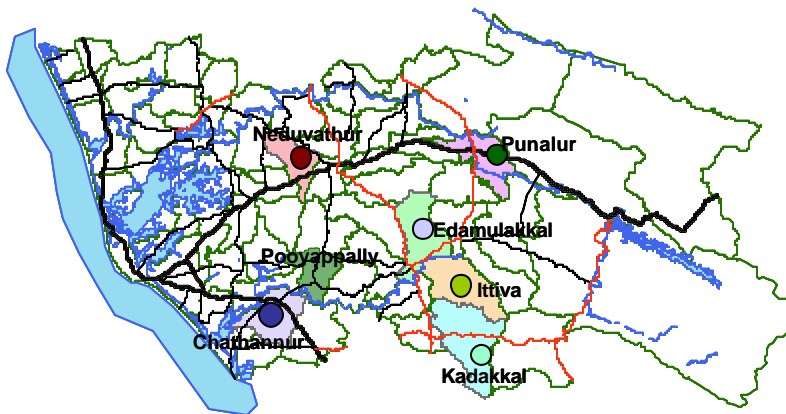 Neduvathur
Punalur
Edamulakkal
Pooyappally
Ittiva
Chathannur
Kadakkal